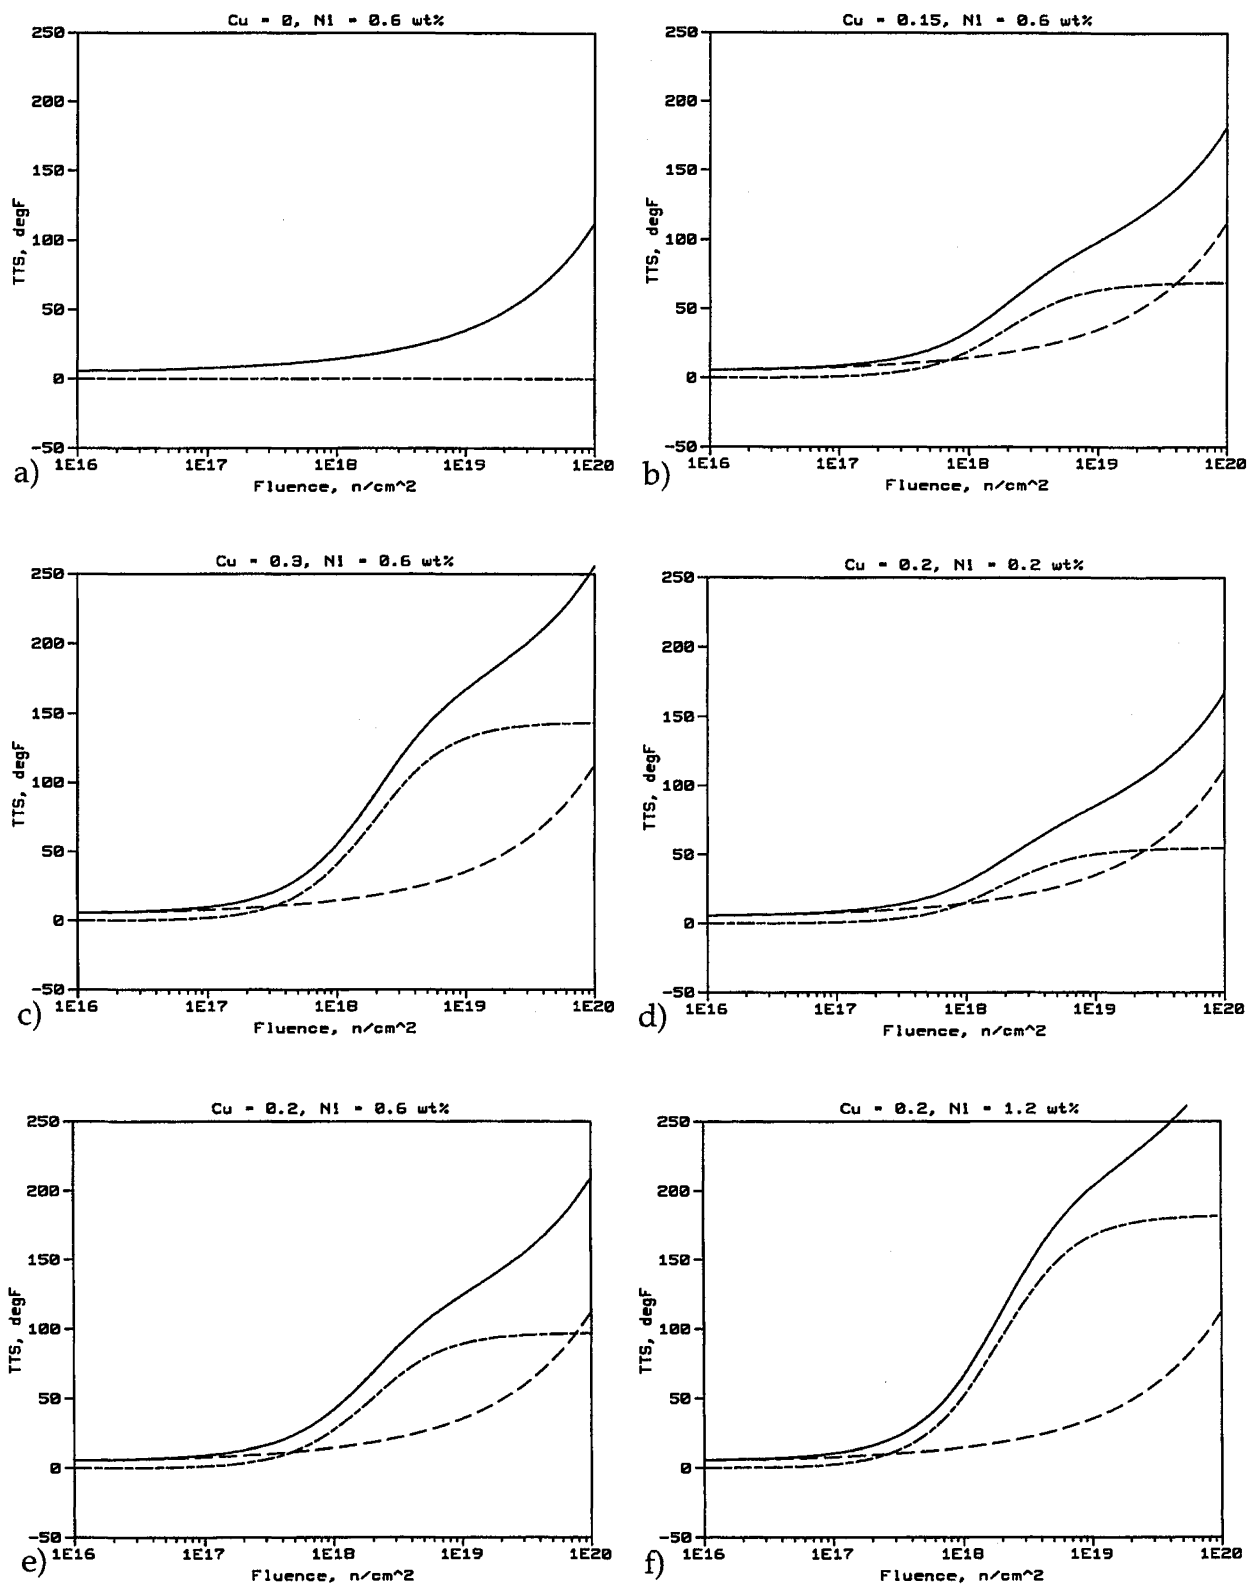 Cu = 0, Ni = 0.6 wt%
250
200
150
100
50
0
-50
TTS, degF
1E16 1E17 1E18 1E19 1E20
Fluence, n/cm^2
a)
Cu = 0.15, Ni = 0.6 wt%
250
200
150
100
50
0
-50
TTS, degF
1E16 1E17 1E18 1E19 1E20
Fluence, n/cm^2
b)
Cu = 0.3, Ni = 0.6 wt%
250
200
150
100
50
0
-50
TTS, degF
1E16 1E17 1E18 1E19 1E20
Fluence, n/cm^2
c)
Cu = 0.2, Ni = 0.2 wt%
250
200
150
100
50
0
-50
TTS, degF
1E16 1E17 1E18 1E19 1E20
Fluence, n/cm^2
d)
Cu = 0.2, Ni = 0.6 wt%
250
200
150
100
50
0
-50
TTS, degF
1E16 1E17 1E18 1E19 1E20
Fluence, n/cm^2
e)
Cu = 0.2, Ni = 1.2 wt%
250
200
150
100
50
0
-50
TTS, degF
1E16 1E17 1E18 1E19 1E20
Fluence, n/cm^2
f)